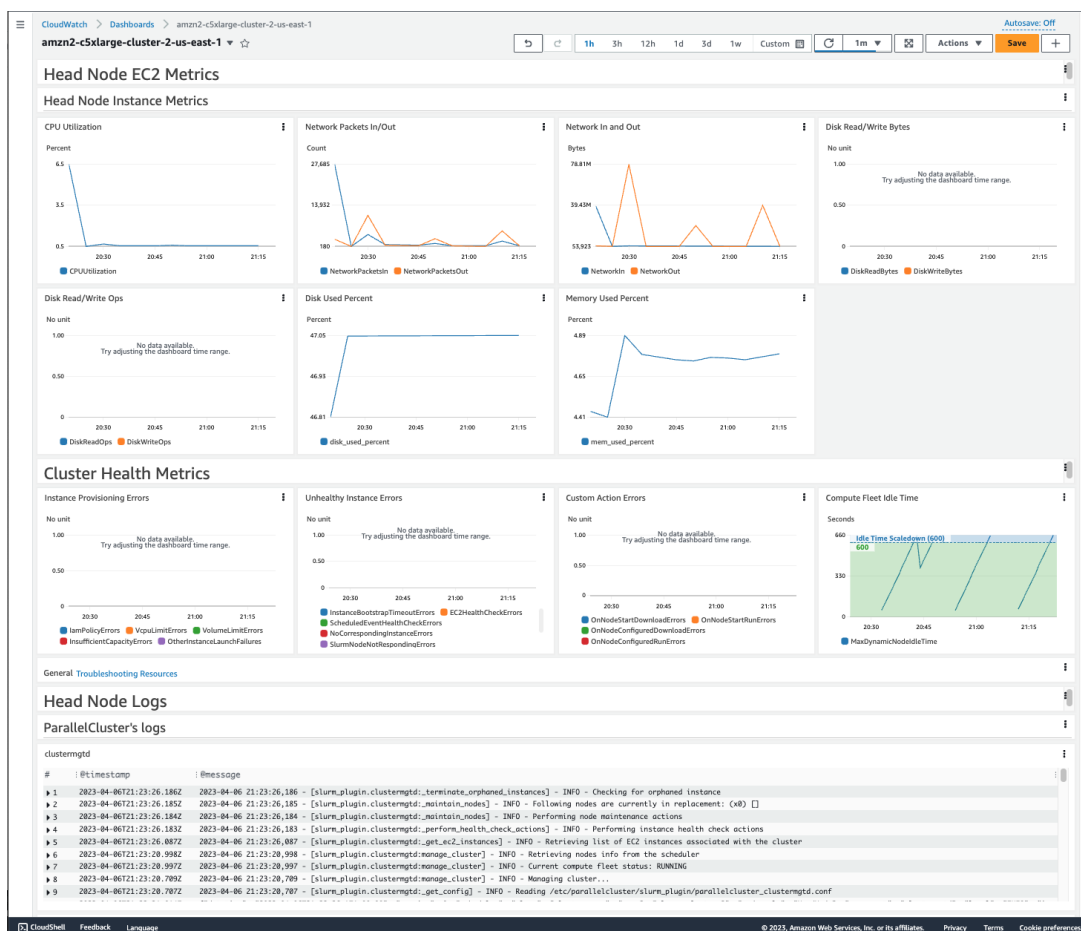 CloudWatch > Dashboards > amzn2-c5xlarge-cluster-2-us-east-1
Autosave: Off
amzn2-c5xlarge-cluster-2-us-east-1
1h 3h 12h 1d 3d 1w Custom 1m Actions Save
Head Node EC2 Metrics
Head Node Instance Metrics
CPU Utilization
Percent
6.5
3.5
0.5
20:30 20:45 21:00 21:15
CPUUtilization
Network Packets In/Out
Count
27,685
13,932
180
20:30 20:45 21:00 21:15
NetworkPacketsIn NetworkPacketsOut
Network In and Out
Bytes
78.81M
39.43M
53,923
20:30 20:45 21:00 21:15
NetworkIn NetworkOut
Disk Read/Write Bytes
No unit
1.00
No data available.
Try adjusting the dashboard time range.
0.50
0
20:30 20:45 21:00 21:15
DiskReadBytes DiskWriteBytes
Disk Read/Write Ops
No unit
1.00
No data available.
Try adjusting the dashboard time range.
0.50
0
20:30 20:45 21:00 21:15
DiskReadOps DiskWriteOps
Disk Used Percent
Percent
47.05
46.93
46.81
20:30 20:45 21:00 21:15
disk_used_percent
Memory Used Percent
Percent
4.89
4.65
4.41
20:30 20:45 21:00 21:15
mem_used_percent
Cluster Health Metrics
Instance Provisioning Errors
No unit
1.00
No data available.
Try adjusting the dashboard time range.
0.50
0
20:30 20:45 21:00 21:15
IamPolicyErrors VcpuLimitErrors VolumeLimitErrors
InsufficientCapacityErrors OtherInstanceLaunchFailures
Unhealthy Instance Errors
No unit
1.00
No data available.
Try adjusting the dashboard time range.
0.50
0
20:30 20:45 21:00 21:15
InstanceBootstrapTimeoutErrors EC2HealthCheckErrors
ScheduledEventHealthCheckErrors
NoCorrespondingInstanceErrors
SlurmNodeNotRespondingErrors
Custom Action Errors
No unit
1.00
No data available.
Try adjusting the dashboard time range.
0.50
0
20:30 20:45 21:00 21:15
OnNodeStartDownloadErrors OnNodeStartRunErrors
OnNodeConfiguredDownloadErrors
OnNodeConfiguredRunErrors
Compute Fleet Idle Time
Seconds
660
Idle Time Scaledown (600)
600
330
0
20:30 20:45 21:00 21:15
MaxDynamicNodeIdleTime
General Troubleshooting Resources
Head Node Logs
ParallelCluster's logs
clustermgtd
# @timestamp @message
1 2023-04-06T21:23:26.186Z 2023-04-06 21:23:26,186 - [slurm_plugin.clustermgtd:_terminate_orphaned_instances] - INFO - Checking for orphaned instance
2 2023-04-06T21:23:26.185Z 2023-04-06 21:23:26,185 - [slurm_plugin.clustermgtd:_maintain_nodes] - INFO - Following nodes are currently in replacement: (x0) []
3 2023-04-06T21:23:26.184Z 2023-04-06 21:23:26,184 - [slurm_plugin.clustermgtd:_maintain_nodes] - INFO - Performing node maintenance actions
4 2023-04-06T21:23:26.183Z 2023-04-06 21:23:26,183 - [slurm_plugin.clustermgtd:_perform_health_check_actions] - INFO - Performing instance health check actions
5 2023-04-06T21:23:26.087Z 2023-04-06 21:23:26,087 - [slurm_plugin.clustermgtd:_get_ec2_instances] - INFO - Retrieving list of EC2 instances associated with the cluster
6 2023-04-06T21:23:20.998Z 2023-04-06 21:23:20,998 - [slurm_plugin.clustermgtd:manage_cluster] - INFO - Retrieving nodes info from the scheduler
7 2023-04-06T21:23:20.997Z 2023-04-06 21:23:20,997 - [slurm_plugin.clustermgtd:manage_cluster] - INFO - Current compute fleet status: RUNNING
8 2023-04-06T21:23:20.709Z 2023-04-06 21:23:20,709 - [slurm_plugin.clustermgtd:manage_cluster] - INFO - Managing cluster...
9 2023-04-06T21:23:20.707Z 2023-04-06 21:23:20,707 - [slurm_plugin.clustermgtd:_get_config] - INFO - Reading /etc/parallelcluster/slurm_plugin/parallelcluster_clustermgtd.conf
CloudShell Feedback Language © 2023, Amazon Web Services, Inc. or its affiliates. Privacy Terms Cookie preferences